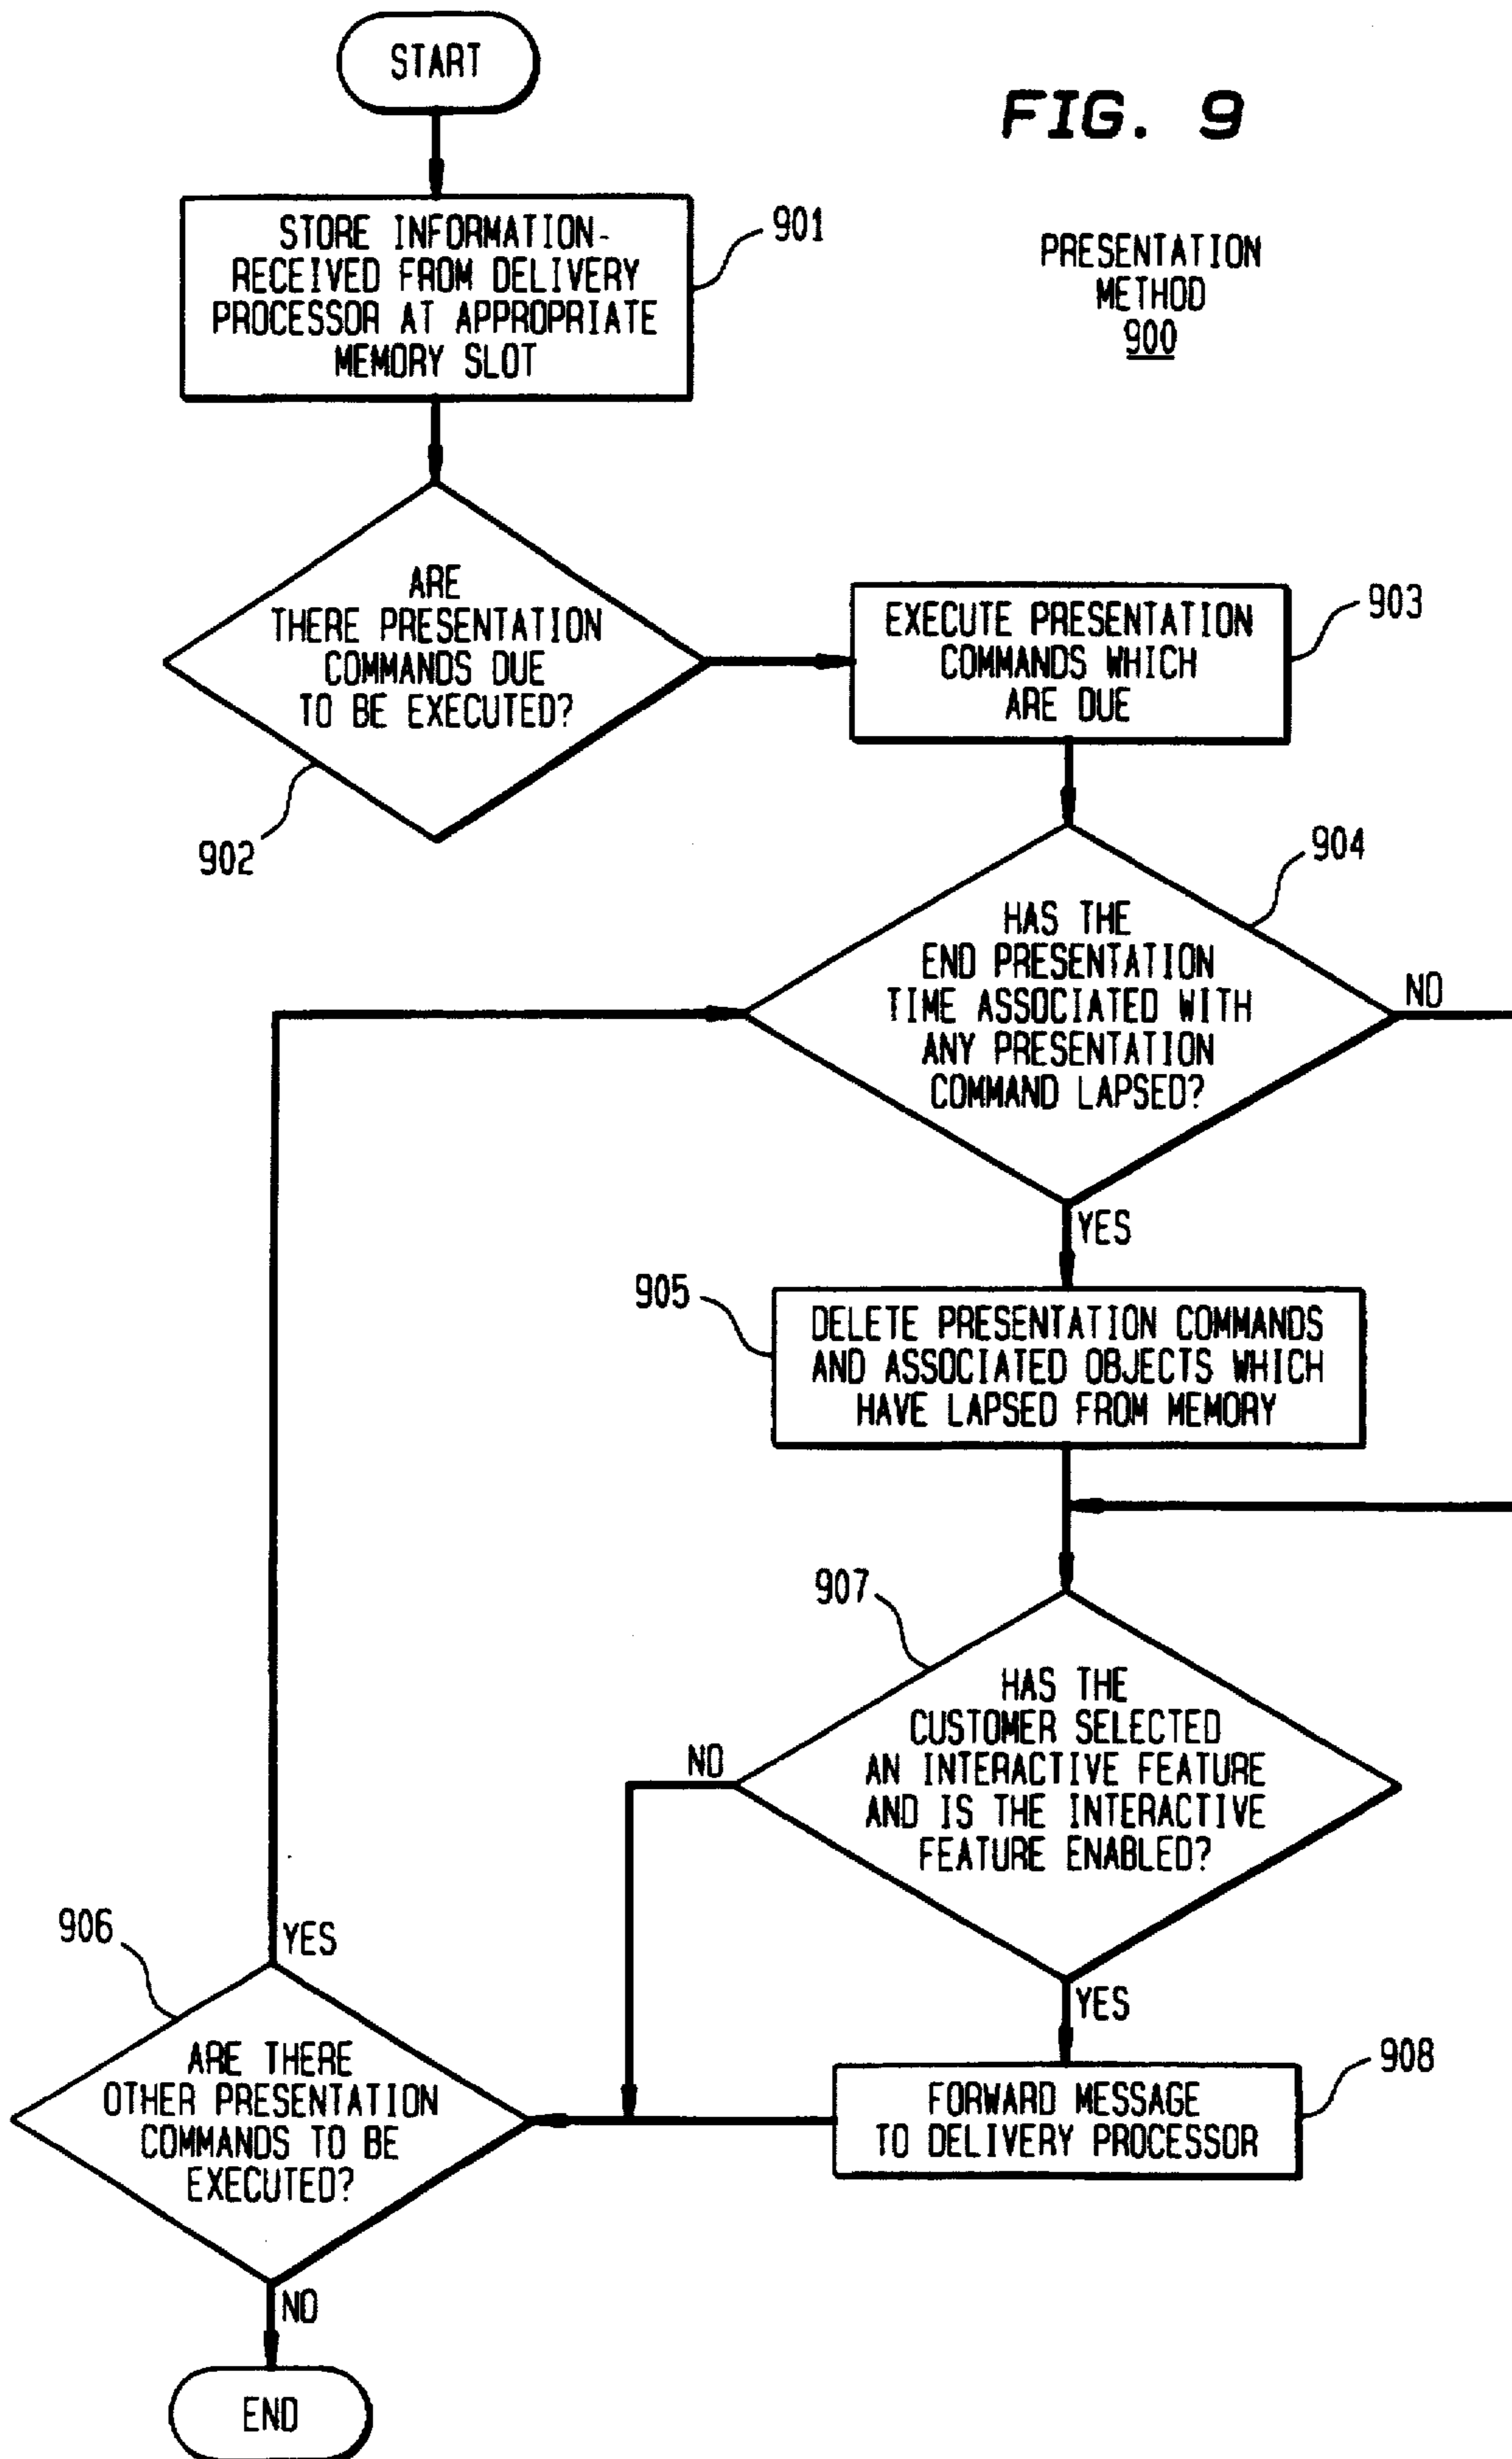 START
FIG. 9
STORE INFORMATION-
RECEIVED FROM DELIVERY
PROCESSOR AT APPROPRIATE
MEMORY SLOT
901
PRESENTATION
METHOD
900
ARE
THERE PRESENTATION
COMMANDS DUE
TO BE EXECUTED?
902
EXECUTE PRESENTATION
COMMANDS WHICH
ARE DUE
903
HAS THE
END PRESENTATION
TIME ASSOCIATED WITH
ANY PRESENTATION
COMMAND LAPSED?
904
NO
YES
905
DELETE PRESENTATION COMMANDS
AND ASSOCIATED OBJECTS WHICH
HAVE LAPSED FROM MEMORY
907
HAS THE
CUSTOMER SELECTED
AN INTERACTIVE FEATURE
AND IS THE INTERACTIVE
FEATURE ENABLED?
NO
YES
908
FORWARD MESSAGE
TO DELIVERY PROCESSOR
906
YES
ARE THERE
OTHER PRESENTATION
COMMANDS TO BE
EXECUTED?
NO
END